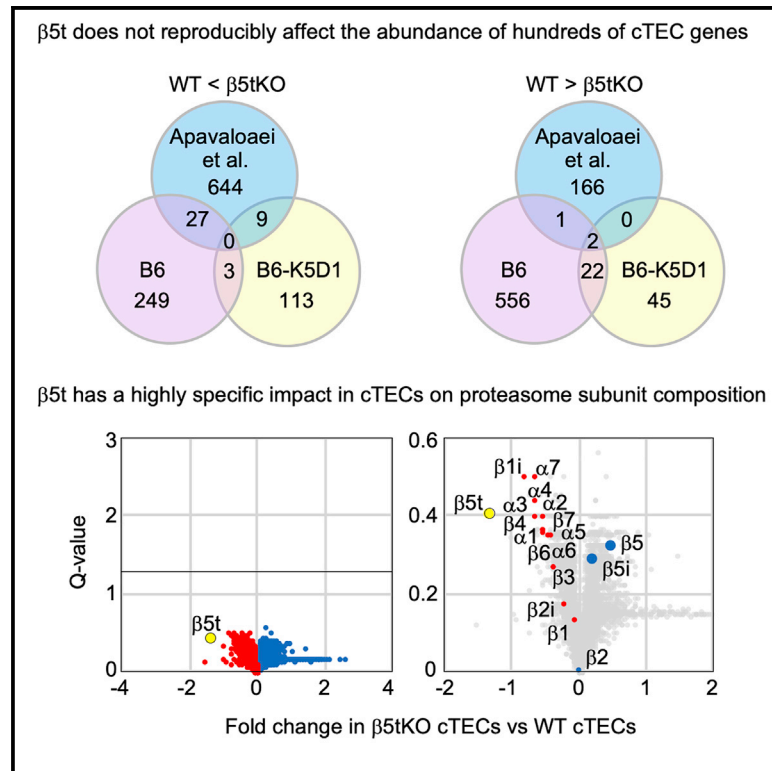 β5t does not reproducibly affect the abundance of hundreds of cTEC genes
WT < β5tKO
WT > β5tKO
Apavaloaei
et al.
644
27
9
0
B6
249
3
B6-K5D1
113
Apavaloaei
et al.
166
1
0
2
B6
556
22
B6-K5D1
45
β5t has a highly specific impact in cTECs on proteasome subunit composition
Q-value
3
2
1
0
β5t
-4
-2
0
2
4
0.6
0.4
0.2
0
β1i
α7
β5t
α3
α4
α2
β4
β7
α1
α5
β6
α6
β3
β5
β5i
β2i
β1
β2
-2
-1
0
1
2
Fold change in β5tKO cTECs vs WT cTECs